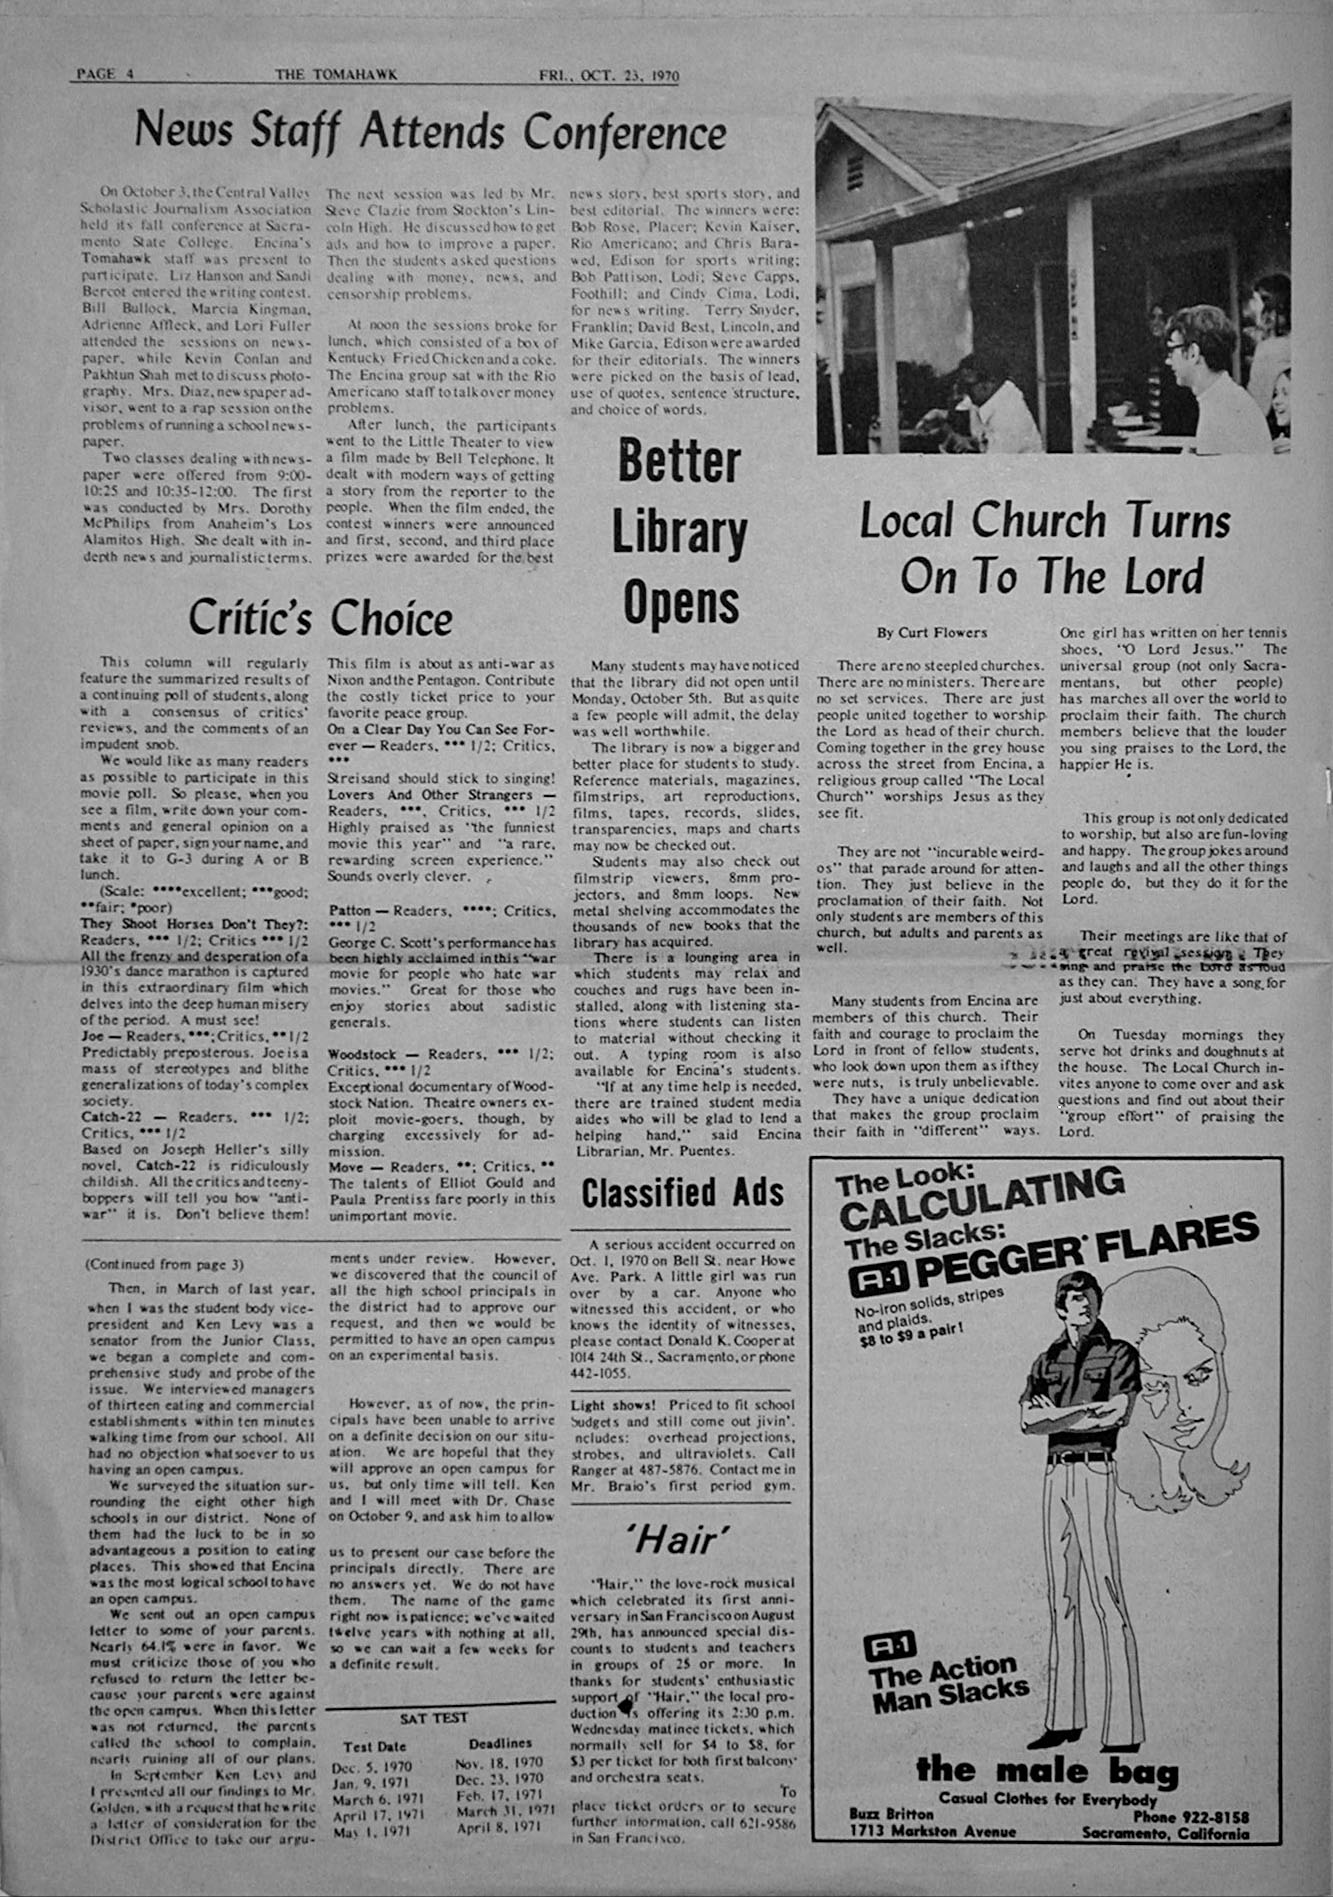 PAGE 4
THE TOMAHAWK
FRI., OCT. 23, 1970
News Staff Attends Conference
On October 3, the Central Valley
Scholastic Journalism Association
held its fall conference at Sacra-
mento State College. Encina's
Tomahawk staff was present to
participate. Liz Hanson and Sandi
Bercot entered the writing contest.
Bill Bullock, Marcia Kingman,
Adrienne Affleck, and Lori Fuller
attended the sessions on news-
paper, while Kevin Conlan and
Pakhtun Shah met to discuss photo-
graphy. Mrs. Diaz, newspaper ad-
visor, went to a rap session on the
problems of running a school news-
paper.
Two classes dealing with news-
paper were offered from 9:00-
10:25 and 10:35-12:00. The first
was conducted by Mrs. Dorothy
McPhilips from Anaheim's Los
Alamitos High. She dealt with in-
depth news and journalistic terms.
The next session was led by Mr.
Steve Clazie from Stockton's Lin-
coln High. He discussed how to get
ads and how to improve a paper.
Then the students asked questions
dealing with money, news, and
censorship problems.
At noon the sessions broke for
lunch, which consisted of a box of
Kentucky Fried Chicken and a coke.
The Encina group sat with the Rio
Americano staff to talk over money
problems.
After lunch, the participants
went to the Little Theater to view
a film made by Bell Telephone. It
dealt with modern ways of getting
a story from the reporter to the
people. When the film ended, the
contest winners were announced
and first, second, and third place
prizes were awarded for the best
news story, best sports story, and
best editorial. The winners were:
Bob Rose, Placer; Kevin Kaiser,
Rio Americano; and Chris Bara-
wed, Edison for sports writing;
Bob Pattison, Lodi; Steve Capps,
Foothill; and Cindy Cima, Lodi,
for news writing. Terry Snyder,
Franklin; David Best, Lincoln, and
Mike Garcia, Edison were awarded
for their editorials. The winners
were picked on the basis of lead,
use of quotes, sentence structure,
and choice of words.
Critic's Choice
This column will regularly
feature the summarized results of
a continuing poll of students, along
with a consensus of critics'
reviews, and the comments of an
impudent snob.
We would like as many readers
as possible to participate in this
movie poll. So please, when you
see a film, write down your com-
ments and general opinion on a
sheet of paper, sign your name, and
take it to G-3 during A or B
lunch.
(Scale: ****excellent; ***good;
**fair; *poor)
They Shoot Horses Don't They?:
Readers, *** 1/2; Critics *** 1/2
All the frenzy and desperation of a
1930's dance marathon is captured
in this extraordinary film which
delves into the deep human misery
of the period. A must see!
Joe — Readers, ***; Critics, ** 1/2
Predictably preposterous. Joe is a
mass of stereotypes and blithe
generalizations of today's complex
society.
Catch-22 — Readers, *** 1/2;
Critics, *** 1/2
Based on Joseph Heller's silly
novel, Catch-22 is ridiculously
childish. All the critics and teeny-
boppers will tell you how "anti-
war" it is. Don't believe them!
This film is about as anti-war as
Nixon and the Pentagon. Contribute
the costly ticket price to your
favorite peace group.
On a Clear Day You Can See For-
ever — Readers, *** 1/2; Critics,
***
Streisand should stick to singing!
Lovers And Other Strangers —
Readers, ***, Critics, *** 1/2
Highly praised as "the funniest
movie this year" and "a rare,
rewarding screen experience."
Sounds overly clever.
Patton — Readers, ****; Critics,
*** 1/2
George C. Scott's performance has
been highly acclaimed in this "war
movie for people who hate war
movies." Great for those who
enjoy stories about sadistic
generals.
Woodstock — Readers, *** 1/2;
Critics, *** 1/2
Exceptional documentary of Wood-
stock Nation. Theatre owners ex-
ploit movie-goers, though, by
charging excessively for ad-
mission.
Move — Readers, **; Critics, **
The talents of Elliot Gould and
Paula Prentiss fare poorly in this
unimportant movie.
Better
Library
Opens
Many students may have noticed
that the library did not open until
Monday, October 5th. But as quite
a few people will admit, the delay
was well worthwhile.
The library is now a bigger and
better place for students to study.
Reference materials, magazines,
filmstrips, art reproductions,
films, tapes, records, slides,
transparencies, maps and charts
may now be checked out.
Students may also check out
filmstrip viewers, 8mm pro-
jectors, and 8mm loops. New
metal shelving accommodates the
thousands of new books that the
library has acquired.
There is a lounging area in
which students may relax and
couches and rugs have been in-
stalled, along with listening sta-
tions where students can listen
to material without checking it
out. A typing room is also
available for Encina's students.
"If at any time help is needed,
there are trained student media
aides who will be glad to lend a
helping hand," said Encina
Librarian, Mr. Puentes.
Local Church Turns
On To The Lord
By Curt Flowers
There are no steepled churches.
There are no ministers. There are
no set services. There are just
people united together to worship
the Lord as head of their church.
Coming together in the grey house
across the street from Encina, a
religious group called "The Local
Church" worships Jesus as they
see fit.
They are not "incurable weird-
os" that parade around for atten-
tion. They just believe in the
proclamation of their faith. Not
only students are members of this
church, but adults and parents as
well.
Many students from Encina are
members of this church. Their
faith and courage to proclaim the
Lord in front of fellow students,
who look down upon them as if they
were nuts, is truly unbelievable.
They have a unique dedication
that makes the group proclaim
their faith in "different" ways.
One girl has written on her tennis
shoes, "O Lord Jesus." The
universal group (not only Sacra-
mentans, but other people)
has marches all over the world to
proclaim their faith. The church
members believe that the louder
you sing praises to the Lord, the
happier He is.
This group is not only dedicated
to worship, but also are fun-loving
and happy. The group jokes around
and laughs and all the other things
people do, but they do it for the
Lord.
Their meetings are like that of
a great revival session. They
sing and praise the Lord as loud
as they can. They have a song for
just about everything.
On Tuesday mornings they
serve hot drinks and doughnuts at
the house. The Local Church in-
vites anyone to come over and ask
questions and find out about their
"group effort" of praising the
Lord.
(Continued from page 3)
Then, in March of last year,
when I was the student body vice-
president and Ken Levy was a
senator from the Junior Class,
we began a complete and com-
prehensive study and probe of the
issue. We interviewed managers
of thirteen eating and commercial
establishments within ten minutes
walking time from our school. All
had no objection whatsoever to us
having an open campus.
We surveyed the situation sur-
rounding the eight other high
schools in our district. None of
them had the luck to be in so
advantageous a position to eating
places. This showed that Encina
was the most logical school to have
an open campus.
We sent out an open campus
letter to some of your parents.
Nearly 64.1% were in favor. We
must criticize those of you who
refused to return the letter be-
cause your parents were against
the open campus. When this letter
was not returned, the parents
called the school to complain,
nearly ruining all of our plans.
In September Ken Levy and
I presented all our findings to Mr.
Golden, with a request that he write
a letter of consideration for the
District Office to take our argu-
ments under review. However,
we discovered that the council of
all the high school principals in
the district had to approve our
request, and then we would be
permitted to have an open campus
on an experimental basis.
However, as of now, the prin-
cipals have been unable to arrive
on a definite decision on our situ-
ation. We are hopeful that they
will approve an open campus for
us, but only time will tell. Ken
and I will meet with Dr. Chase
on October 9, and ask him to allow
us to present our case before the
principals directly. There are
no answers yet. We do not have
them. The name of the game
right now is patience; we've waited
twelve years with nothing at all,
so we can wait a few weeks for
a definite result.
SAT TEST
Test Date Deadlines
Dec. 5, 1970 Nov. 18, 1970
Jan. 9, 1971 Dec. 23, 1970
March 6, 1971 Feb. 17, 1971
April 17, 1971 March 31, 1971
May 1, 1971 April 8, 1971
Classified Ads
A serious accident occurred on
Oct. 1, 1970 on Bell St. near Howe
Ave. Park. A little girl was run
over by a car. Anyone who
witnessed this accident, or who
knows the identity of witnesses,
please contact Donald K. Cooper at
1014 24th St., Sacramento, or phone
442-1055.
Light shows! Priced to fit school
budgets and still come out jivin'.
ncludes: overhead projections,
strobes, and ultraviolets. Call
Ranger at 487-5876. Contact me in
Mr. Braio's first period gym.
'Hair'
"Hair," the love-rock musical
which celebrated its first anni-
versary in San Francisco on August
29th, has announced special dis-
counts to students and teachers
in groups of 25 or more. In
thanks for students' enthusiastic
support of "Hair," the local pro-
duction is offering its 2:30 p.m.
Wednesday matinee tickets, which
normally sell for $4 to $8, for
$3 per ticket for both first balcony
and orchestra seats.
To
place ticket orders or to secure
further information, call 621-9586
in San Francisco.
The Look:
CALCULATING
The Slacks:
A-1 PEGGER® FLARES
No-iron solids, stripes
and plaids.
$8 to $9 a pair!
A-1
The Action
Man Slacks
the male bag
Casual Clothes for Everybody
Buzz Britton
Phone 922-8158
1713 Markston Avenue
Sacramento, California